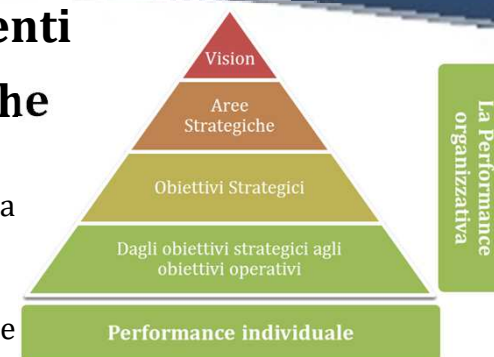 enti
he
a
e
Vision
Aree
Strategiche
Obiettivi Strategici
Dagli obiettivi strategici agli
obiettivi operativi
Performance individuale
La Performance
organizzativa